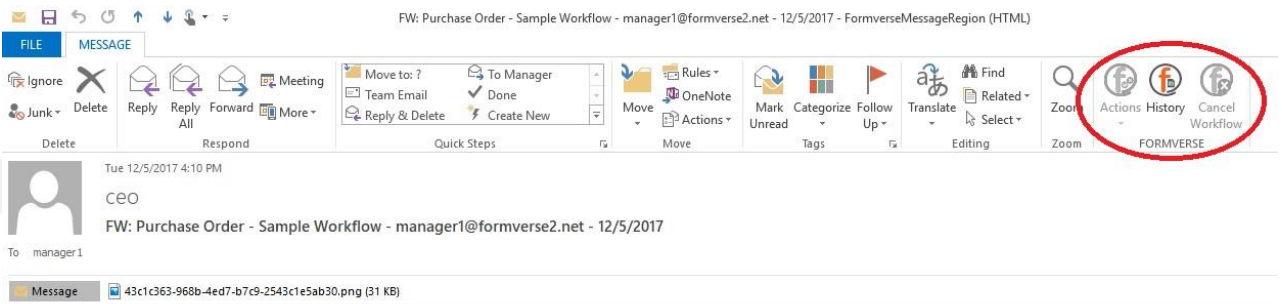 FW: Purchase Order - Sample Workflow - manager1@formverse2.net - 12/5/2017 - FormverseMessageRegion (HTML)
FILE MESSAGE
Ignore
Junk
Delete
Reply
Reply All
Forward
Meeting
More
Move to: ?
Team Email
Reply & Delete
To Manager
Done
Create New
Move
Rules
OneNote
Actions
Mark Unread
Categorize
Follow Up
Translate
Find
Related
Select
Zoom
Actions
History
Cancel Workflow
Delete Respond Quick Steps Move Tags Editing Zoom FORMVERSE
Tue 12/5/2017 4:10 PM
ceo
FW: Purchase Order - Sample Workflow - manager1@formverse2.net - 12/5/2017
To manager1
Message 43c1c363-968b-4ed7-b7c9-2543c1e5ab30.png (31 KB)